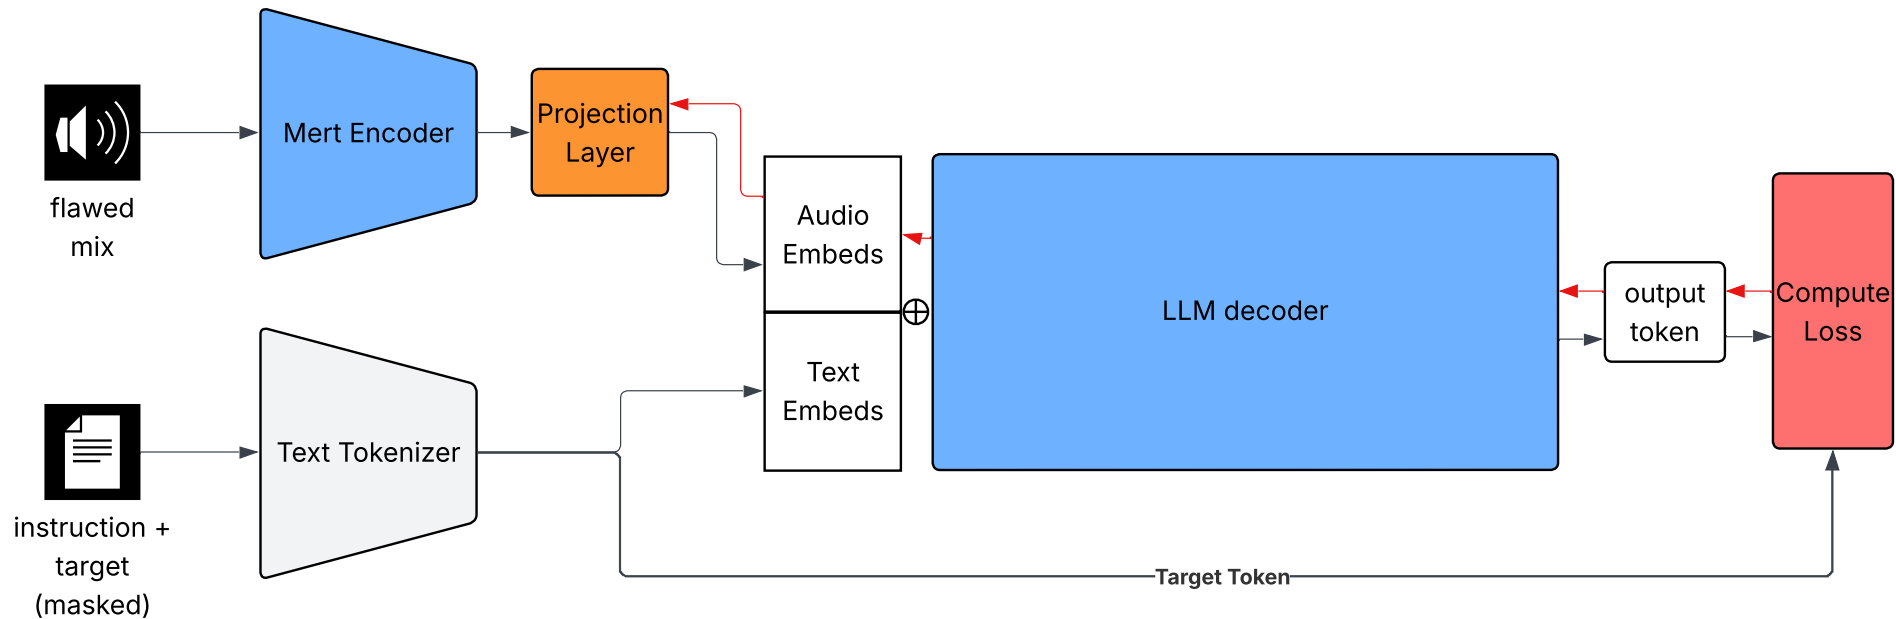 flawed
mix
Mert Encoder
Projection
Layer
Audio
Embeds
Text
Embeds
LLM decoder
output
token
Compute
Loss
instruction +
target
(masked)
Text Tokenizer
Target Token